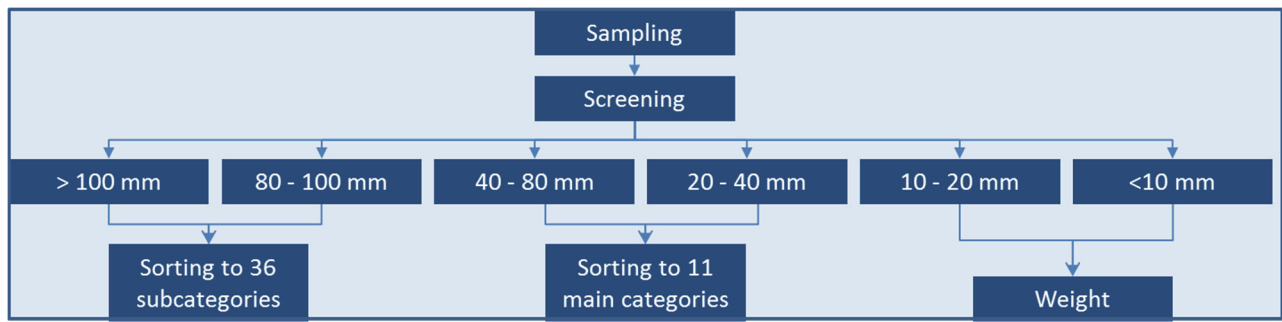 Sampling
Screening
> 100 mm
80 - 100 mm
40 - 80 mm
20 - 40 mm
10 - 20 mm
<10 mm
Sorting to 36
subcategories
Sorting to 11
main categories
Weight